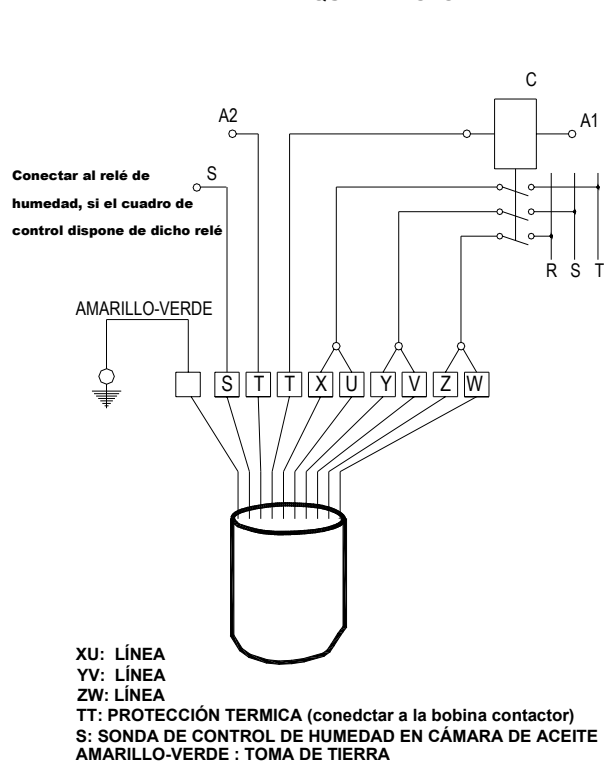 C
A2
A1
S
Conectar al relé de
humedad, si el cuadro de
control dispone de dicho relé
R S T
AMARILLO-VERDE
S T T X U Y V Z W
XU: LÍNEA
YV: LÍNEA
ZW: LÍNEA
TT: PROTECCIÓN TERMICA (conedctar a la bobina contactor)
S: SONDA DE CONTROL DE HUMEDAD EN CÁMARA DE ACEITE
AMARILLO-VERDE : TOMA DE TIERRA